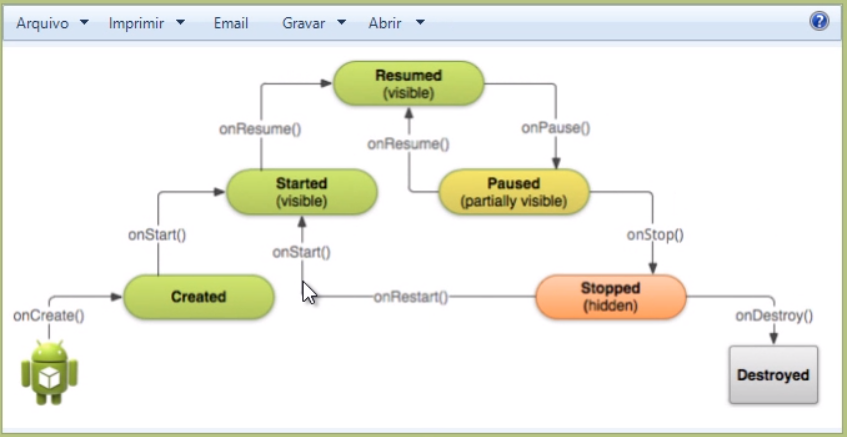 Arquivo Imprimir Email Gravar Abrir ?
Resumed
(visible)
onResume()
onResume()
onPause()
Started
(visible)
Paused
(partially visible)
onStart()
onStart()
onStop()
Created
onRestart()
Stopped
(hidden)
onCreate()
onDestroy()
Destroyed